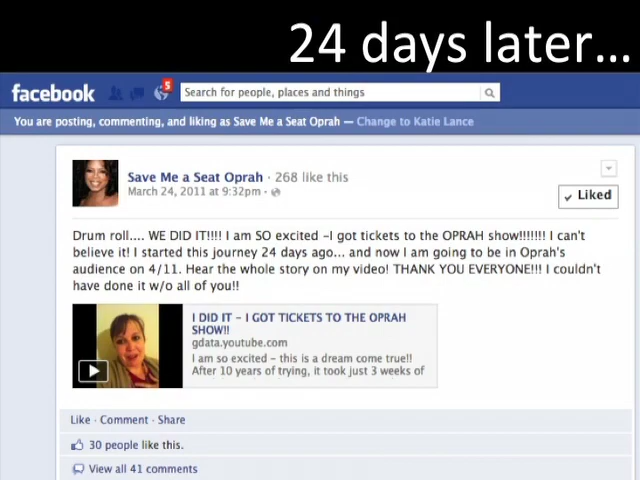 24 days later...
facebook
5
Search for people, places and things
You are posting, commenting, and liking as Save Me a Seat Oprah — Change to Katie Lance
Save Me a Seat Oprah · 268 like this
March 24, 2011 at 9:32pm ·
Liked
Drum roll.... WE DID IT!!!! I am SO excited -I got tickets to the OPRAH show!!!!!!! I can't
believe it! I started this journey 24 days ago... and now I am going to be in Oprah's
audience on 4/11. Hear the whole story on my video! THANK YOU EVERYONE!!! I couldn't
have done it w/o all of you!!
I DID IT - I GOT TICKETS TO THE OPRAH
SHOW!!
gdata.youtube.com
I am so excited - this is a dream come true!!
After 10 years of trying, it took just 3 weeks of
Like · Comment · Share
30 people like this.
View all 41 comments